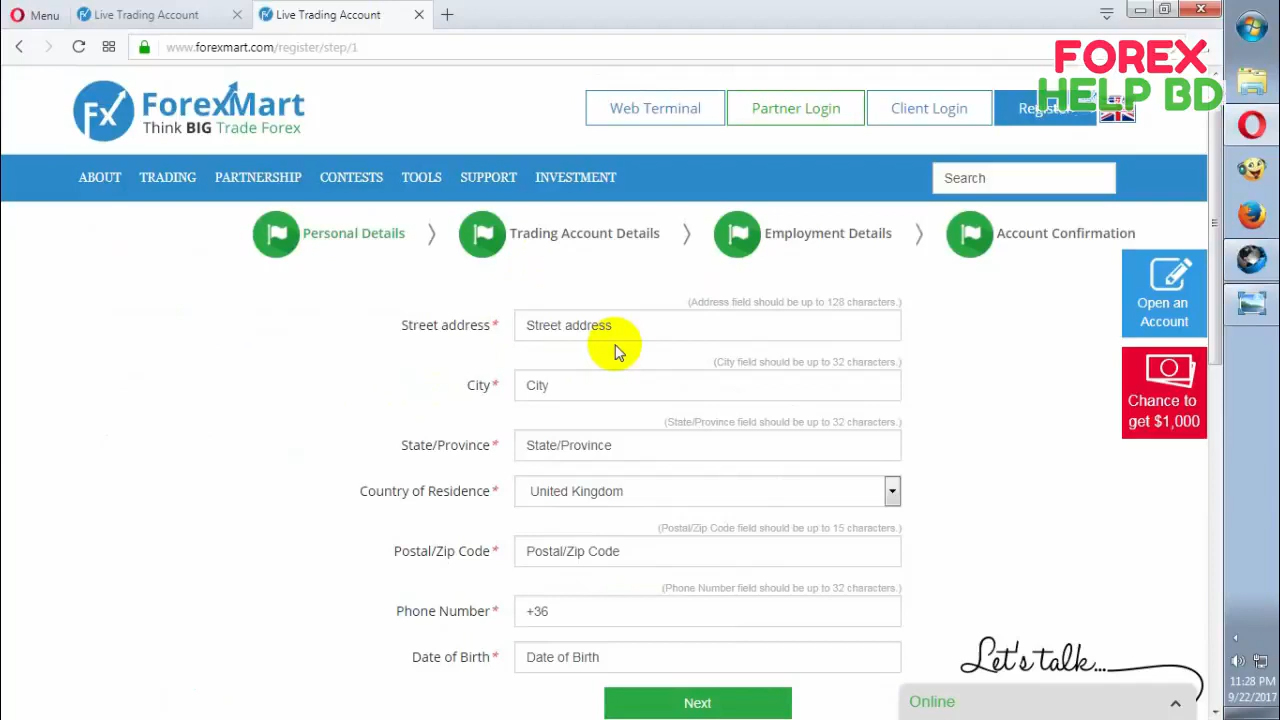 Menu
Live Trading Account
Live Trading Account
www.forexmart.com/register/step/1
FOREX
HELP BD
FX
ForexMart
Think BIG Trade Forex
Web Terminal
Partner Login
Client Login
Register
ABOUT
TRADING
PARTNERSHIP
CONTESTS
TOOLS
SUPPORT
INVESTMENT
Search
Personal Details
Trading Account Details
Employment Details
Account Confirmation
Open an
Account
Chance to
get $1,000
(Address field should be up to 128 characters.)
Street address*
Street address
(City field should be up to 32 characters.)
City*
City
(State/Province field should be up to 32 characters.)
State/Province*
State/Province
Country of Residence*
United Kingdom
(Postal/Zip Code field should be up to 15 characters.)
Postal/Zip Code*
Postal/Zip Code
(Phone Number field should be up to 32 characters.)
Phone Number*
+36
Date of Birth*
Date of Birth
Next
Let's talk...
Online
11:28 PM
9/22/2017